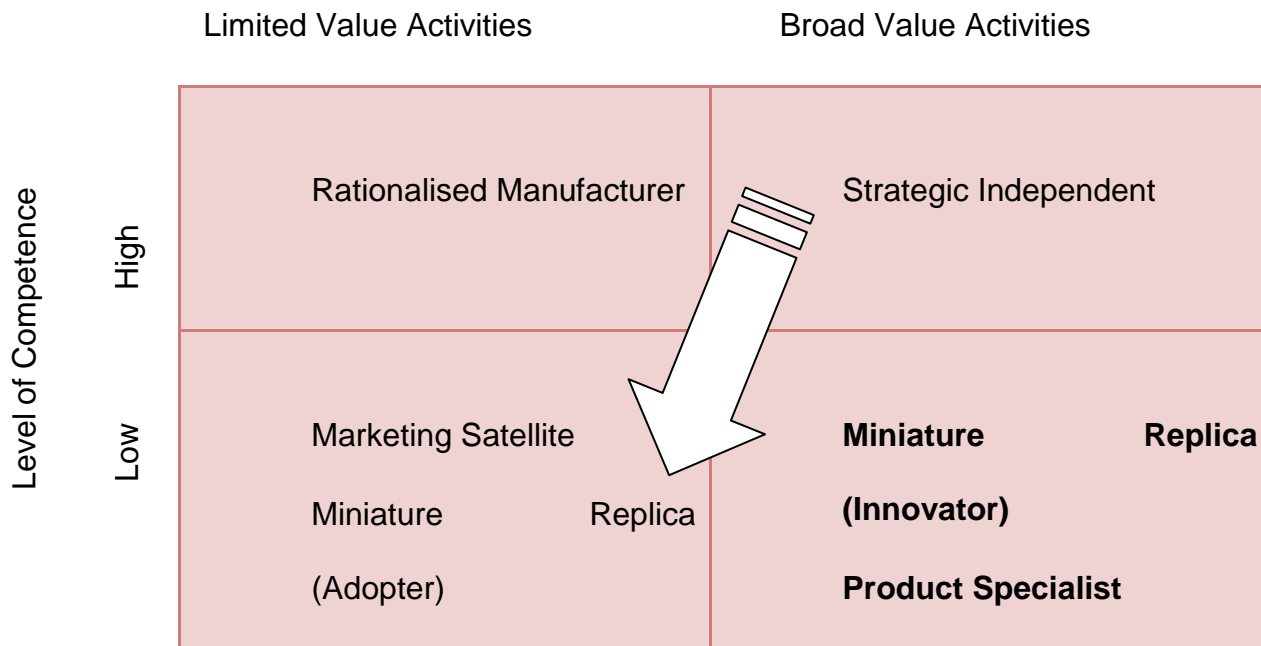 Limited Value Activities
Broad Value Activities
Level of Competence
High
Rationalised Manufacturer
Strategic Independent
Low
Marketing Satellite
Miniature Replica
(Adopter)
Miniature Replica
(Innovator)
Product Specialist